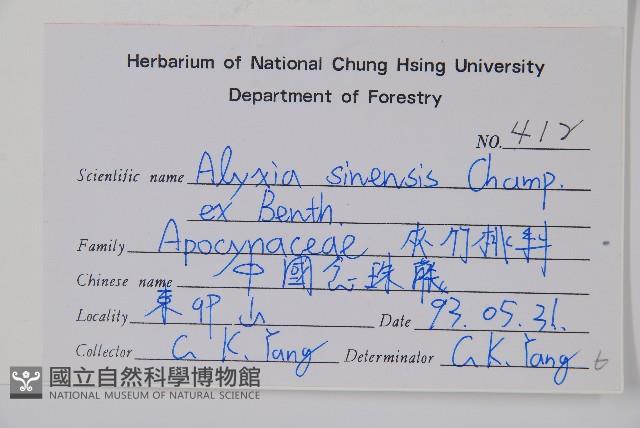 Herbarium of National Chung Hsing University
Department of Forestry
NO. 412
Scientific name Alyxia sinensis Champ.
ex Benth.
Family Apocynaceae 夾竹桃科
Chinese name 中國念珠藤
Locality 東卯山 Date 93.05.31.
Collector C. K. Yang Determinator C. K. Yang
國立自然科學博物館
NATIONAL MUSEUM OF NATURAL SCIENCE